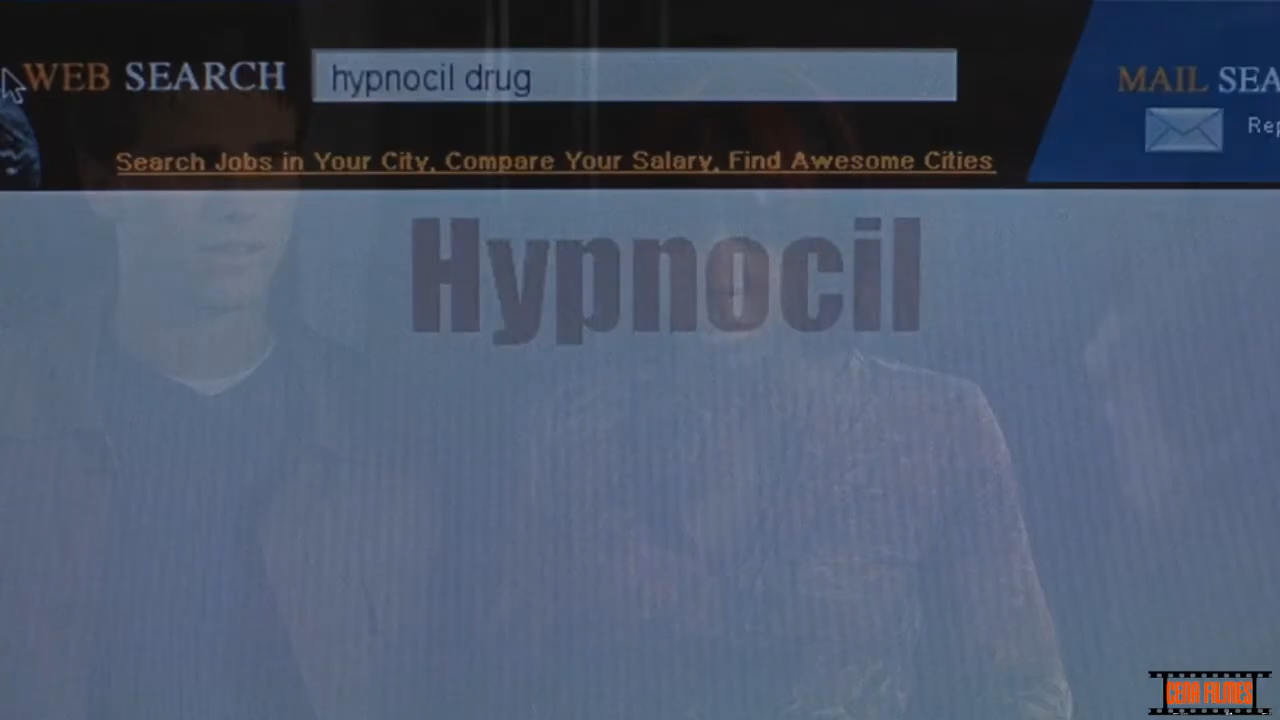 WEB SEARCH
hypnocil drug
MAIL SEA
Re
Search Jobs in Your City, Compare Your Salary, Find Awesome Cities
Hypnocil
CENA FILMES